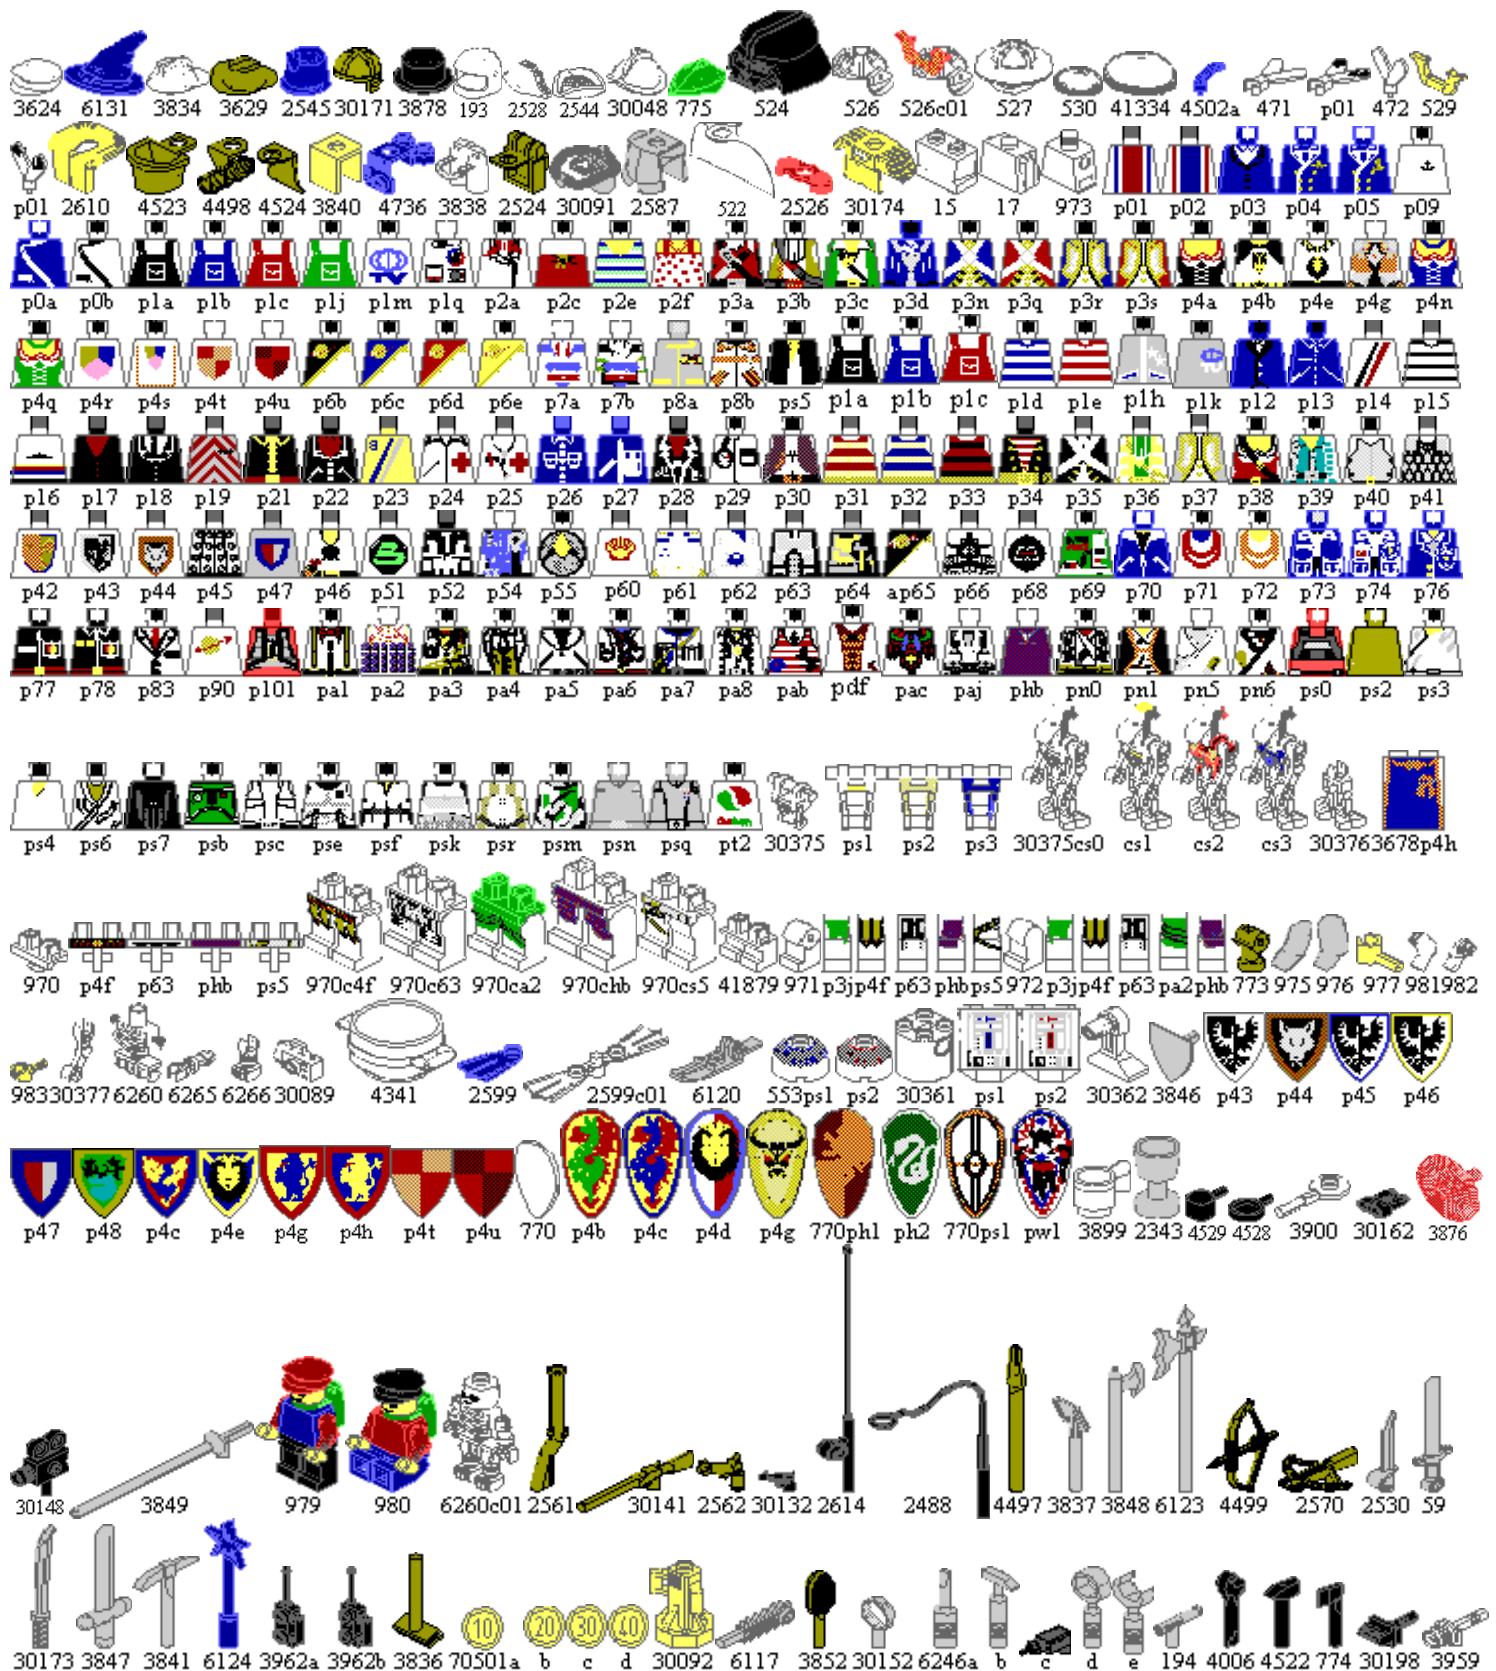 3624 6131 3834 3629 2545 30171 3878 193 2528 2544 30048 775 524 526 526c01 527 530 41334 4502a 471 p01 472 529
p01 2610 4523 4498 4524 3840 4736 3838 2524 30091 2587 522 2526 30174 15 17 973 p01 p02 p03 p04 p05 p09
p0a p0b p1a p1b p1c p1j p1m p1q p2a p2c p2e p2f p3a p3b p3c p3d p3n p3q p3r p3s p4a p4b p4e p4g p4n
p4q p4r p4s p4t p4u p6b p6c p6d p6e p7a p7b p8a p8b ps5 p1a p1b p1c p1d p1e p1h p1k p12 p13 p14 p15
p16 p17 p18 p19 p21 p22 p23 p24 p25 p26 p27 p28 p29 p30 p31 p32 p33 p34 p35 p36 p37 p38 p39 p40 p41
p42 p43 p44 p45 p47 p46 p51 p52 p54 p55 p60 p61 p62 p63 p64 ap65 p66 p68 p69 p70 p71 p72 p73 p74 p76
p77 p78 p83 p90 p101 pa1 pa2 pa3 pa4 pa5 pa6 pa7 pa8 pab pdf pac paj phb pn0 pn1 pn5 pn6 ps0 ps2 ps3
ps4 ps6 ps7 psb psc pse psf psk psr psm psn psq pt2 30375 ps1 ps2 ps3 30375cs0 cs1 cs2 cs3 30376 3678p4h
970 p4f p63 phb ps5 970c4f 970c63 970ca2 970chb 970cs5 41879 971 p3j p4f p63 phb ps5 972 p3j p4f p63 pa2 phb 773 975 976 977 981 982
983 30377 6260 6265 6266 30089 4341 2599 2599c01 6120 553ps1 ps2 30361 ps1 ps2 30362 3846 p43 p44 p45 p46
p47 p48 p4c p4e p4g p4h p4t p4u 770 p4b p4c p4d p4g 770ph1 ph2 770ps1 pw1 3899 2343 4529 4528 3900 30162 3876
30148 3849 979 980 6260c01 2561 30141 2562 30132 2614 2488 4497 3837 3848 6123 4499 2570 2530 59
10 20 30 40
30173 3847 3841 6124 3962a 3962b 3836 70501a b c d 30092 6117 3852 30152 6246a b c d e 194 4006 4522 774 30198 3959